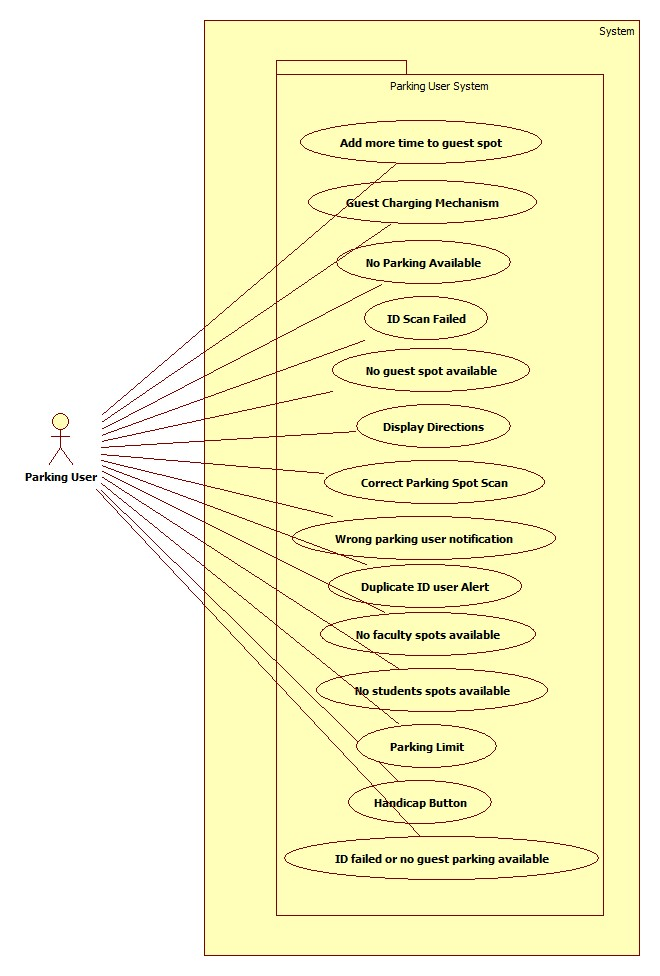 System
Parking User System
Add more time to guest spot
Guest Charging Mechanism
No Parking Available
ID Scan Failed
No guest spot available
Display Directions
Parking User
Correct Parking Spot Scan
Wrong parking user notification
Duplicate ID user Alert
No faculty spots available
No students spots available
Parking Limit
Handicap Button
ID failed or no guest parking available